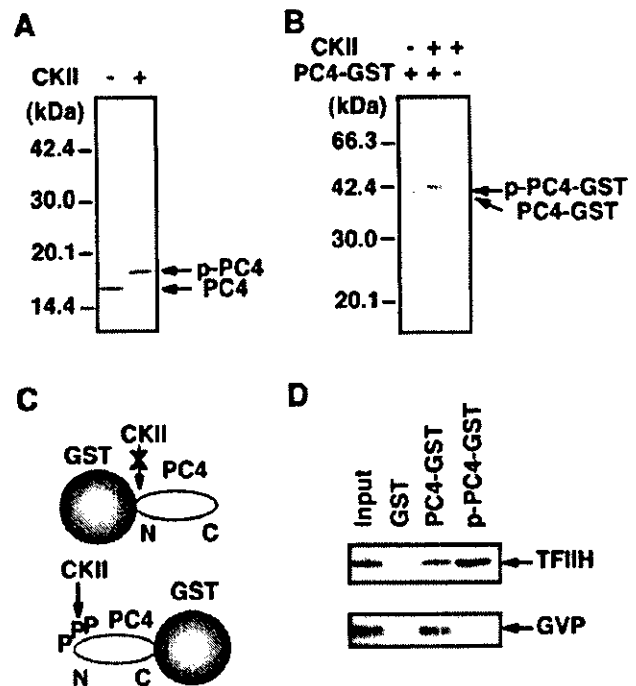 A
CKII - +
(kDa)
42.4
30.0
20.1
14.4
p-PC4
PC4
B
CKII - + +
PC4-GST + + -
(kDa)
66.3
42.4
30.0
20.1
p-PC4-GST
PC4-GST
C
CKII
GST
PC4
N C
CKII
GST
P P P
PC4
N C
D
Input
GST
PC4-GST
p-PC4-GST
TFIIH
GVP